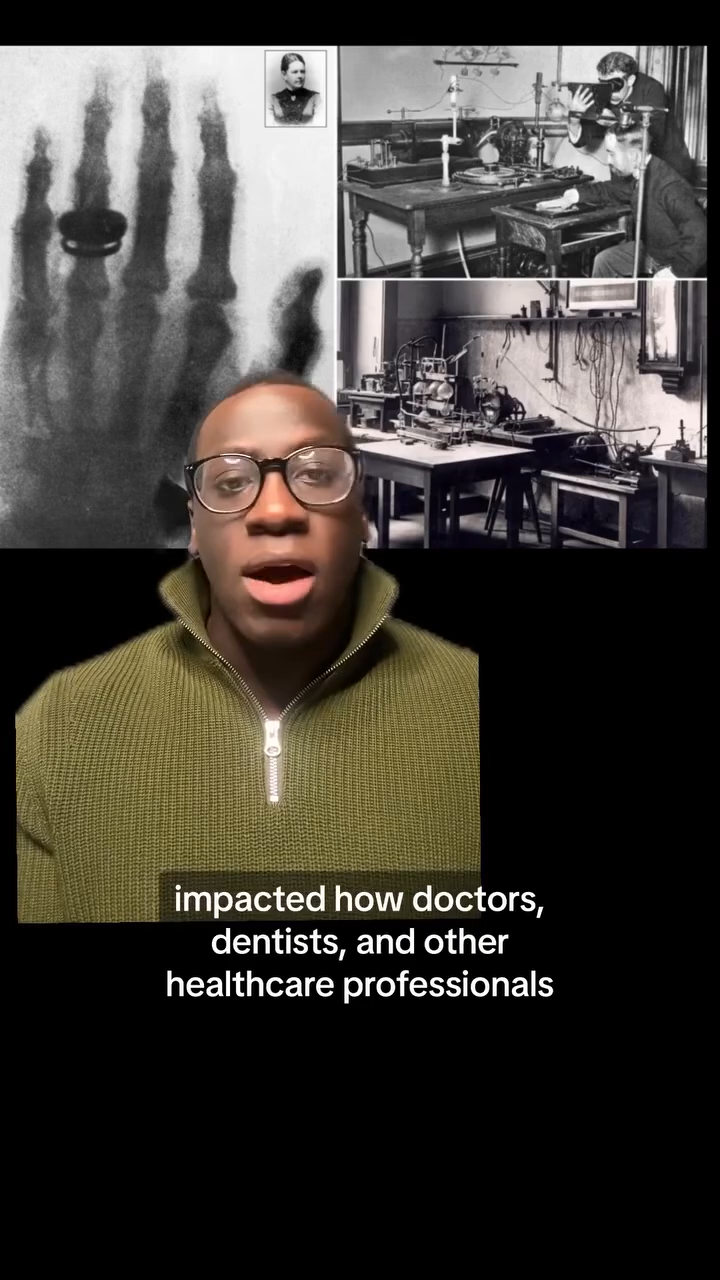 impacted how doctors,
dentists, and other
healthcare professionals